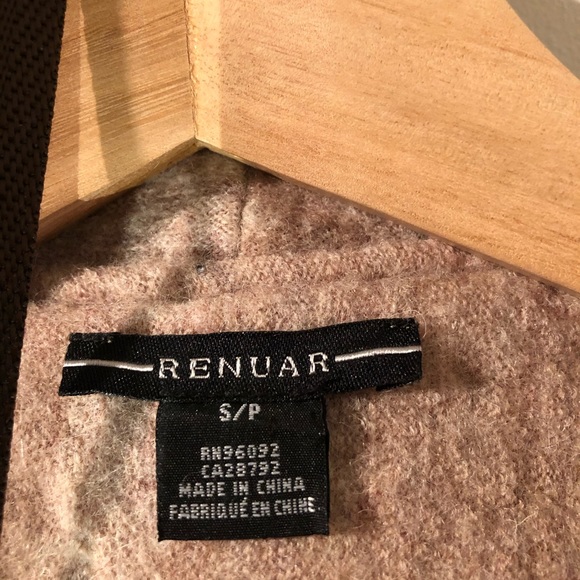 RENUAR
S/P
RN96092
CA28792
MADE IN CHINA
FABRIQUÉ EN CHINE